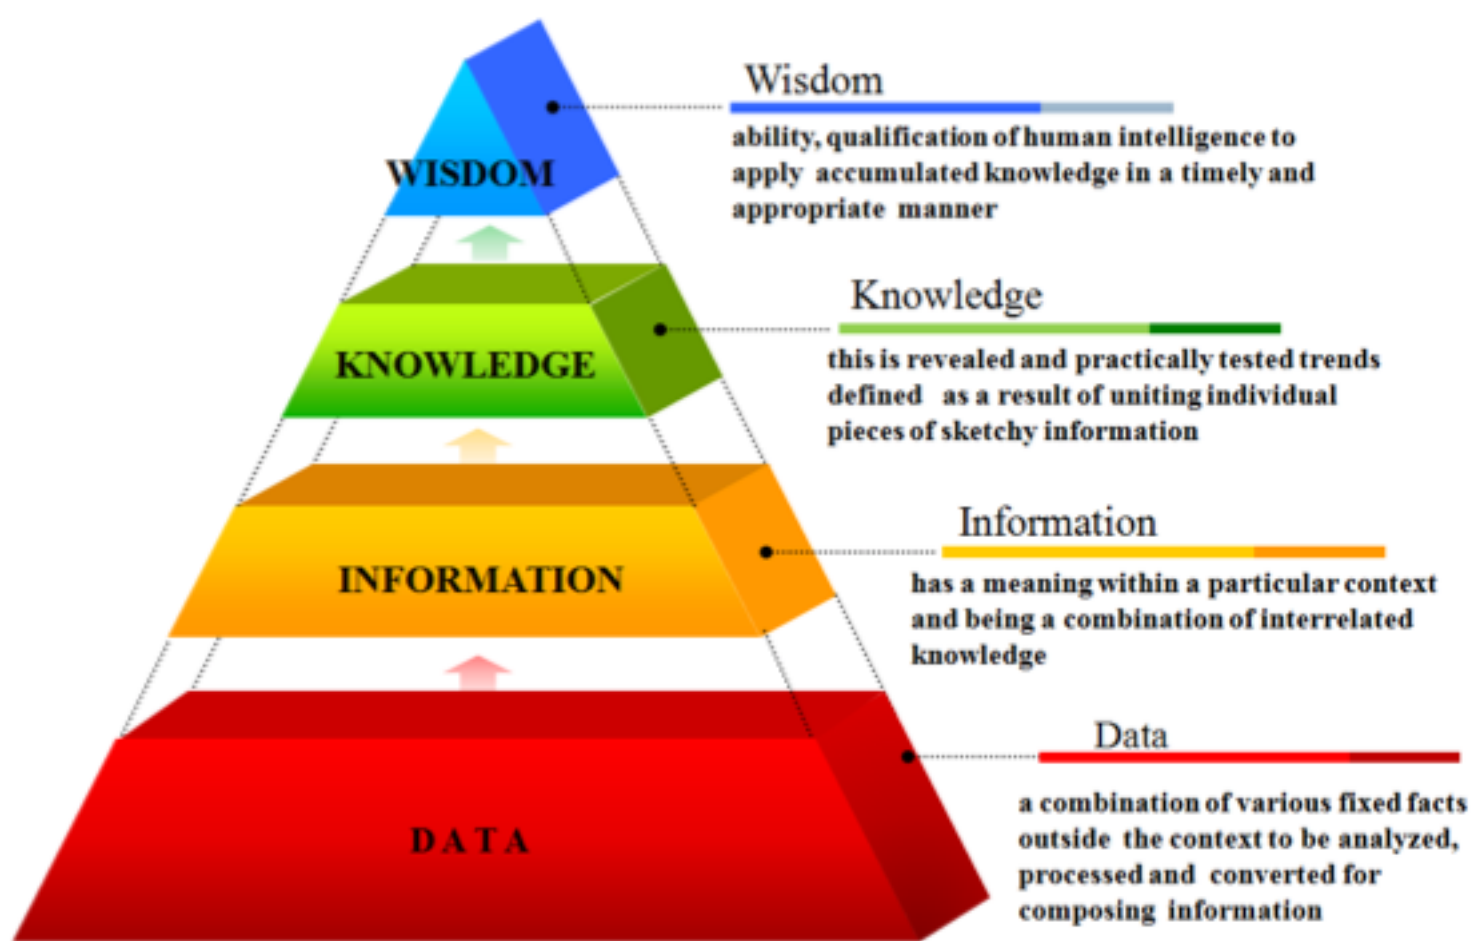 Wisdom
ability, qualification of human intelligence to
apply accumulated knowledge in a timely and
appropriate manner
WISDOM
Knowledge
this is revealed and practically tested trends
defined as a result of uniting individual
pieces of sketchy information
KNOWLEDGE
Information
has a meaning within a particular context
and being a combination of interrelated
knowledge
INFORMATION
Data
a combination of various fixed facts
outside the context to be analyzed,
processed and converted for
composing information
DATA